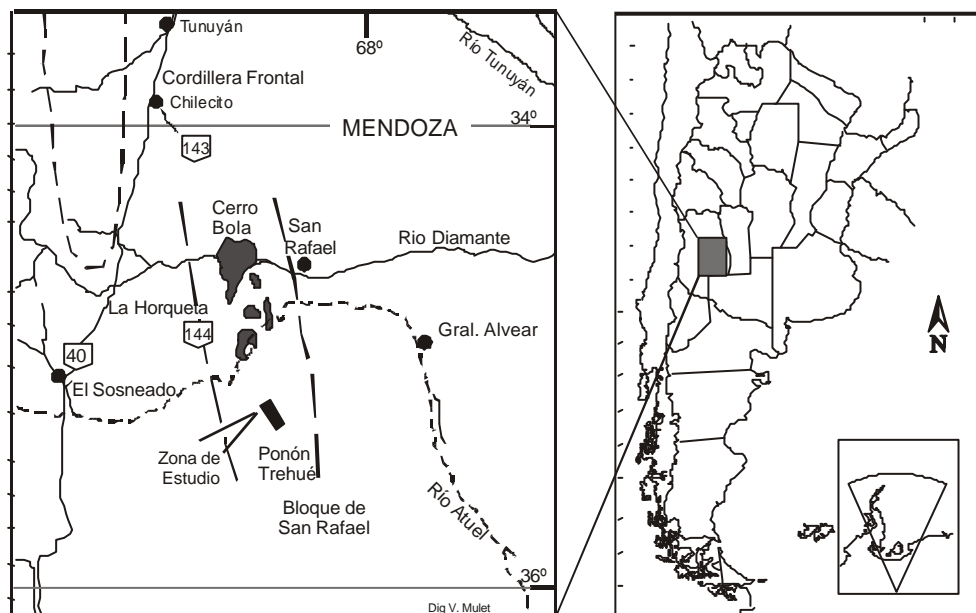 Tunuyán
68º
Río Tunuyán
Cordillera Frontal
Chilecito
34º
MENDOZA
143
Cerro
Bola
San
Rafael
Rio Diamante
La Horqueta
144
Gral. Alvear
40
El Sosneado
Zona de
Estudio
Ponón
Trehué
Bloque de
San Rafael
Río Atuel
36º
Dig V. Mulet
N